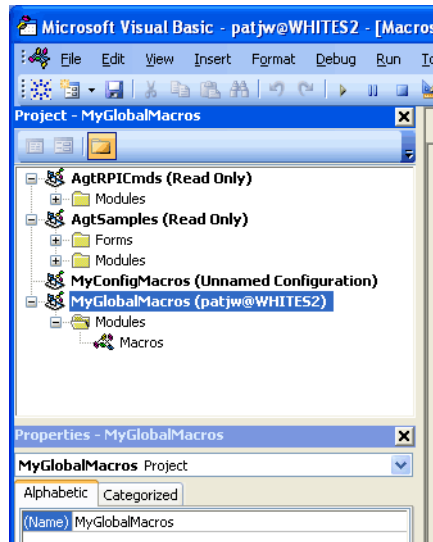 Microsoft Visual Basic - patjw@WHITES2 - [Macros
File Edit View Insert Format Debug Run
Project - MyGlobalMacros
AgtRPICmds (Read Only)
Modules
AgtSamples (Read Only)
Forms
Modules
MyConfigMacros (Unnamed Configuration)
MyGlobalMacros (patjw@WHITES2)
Modules
Macros
Properties - MyGlobalMacros
MyGlobalMacros Project
Alphabetic Categorized
(Name) MyGlobalMacros